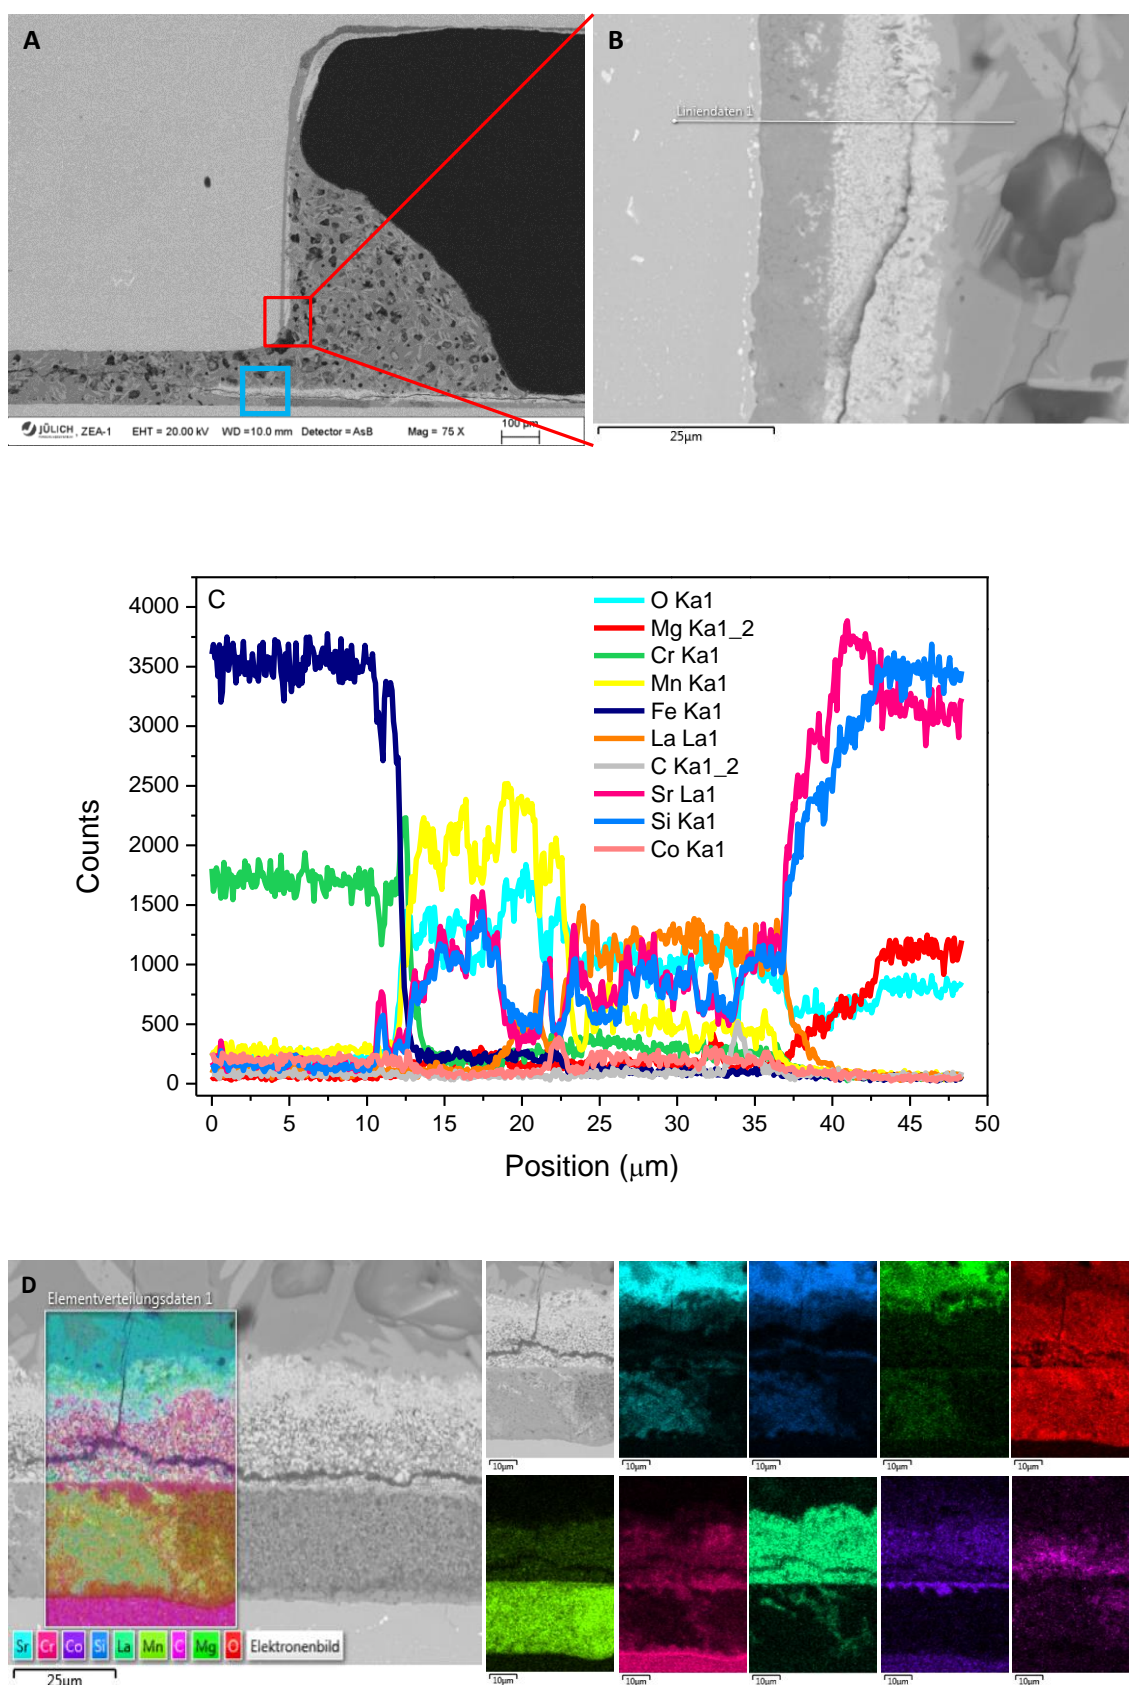 A
JÜLICH, ZEA-1 EHT = 20.00 kV WD =10.0 mm Detector = AsB Mag = 75 X 100 µm
B
Liniendaten 1
25µm
C
O Ka1
Mg Ka1_2
Cr Ka1
Mn Ka1
Fe Ka1
La La1
C Ka1_2
Sr La1
Si Ka1
Co Ka1
4000
3500
3000
2500
2000
1500
1000
500
0
Counts
0 5 10 15 20 25 30 35 40 45 50
Position (µm)
D
Elementverteilungsdaten 1
Sr Cr Co Si La Mn C Mg O Elektronenbild
25µm
10µm 10µm 10µm 10µm 10µm
10µm 10µm 10µm 10µm 10µm